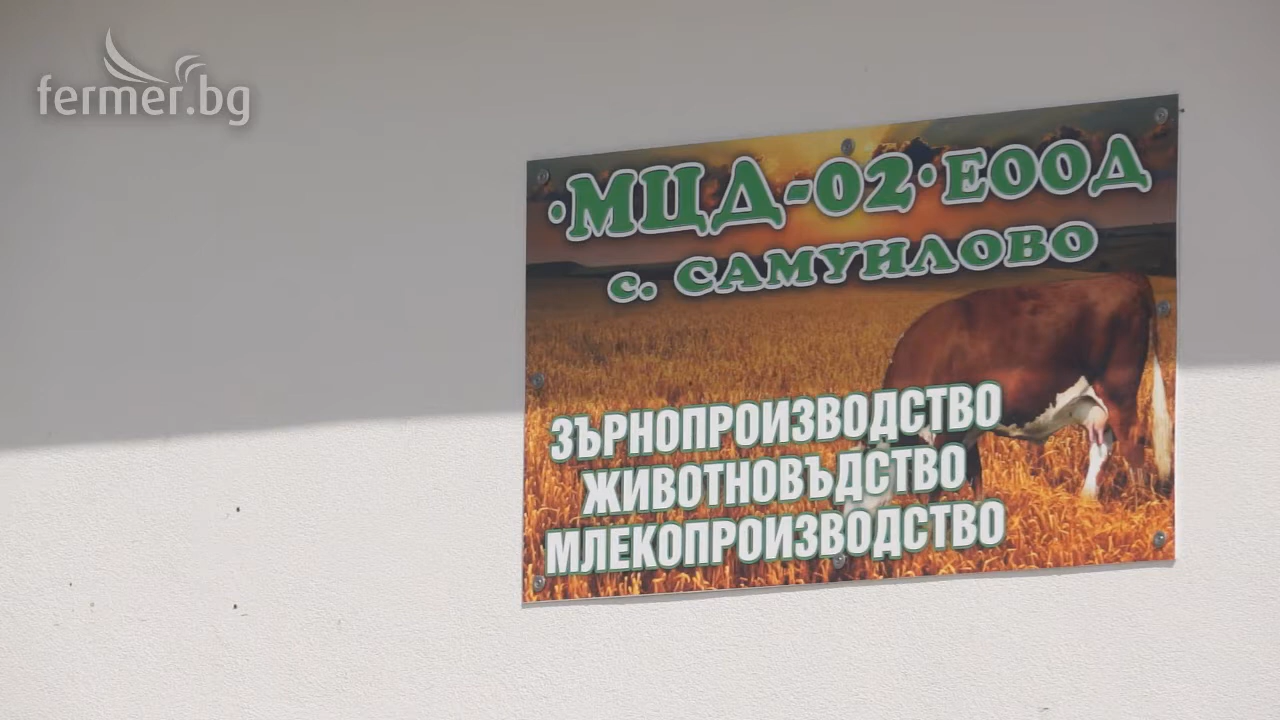 fermer.bg
·МЦД-02·ЕООД
с. САМУИЛОВО
ЗЪРНОПРОИЗВОДСТВО
ЖИВОТНОВЪДСТВО
МЛЕКОПРОИЗВОДСТВО